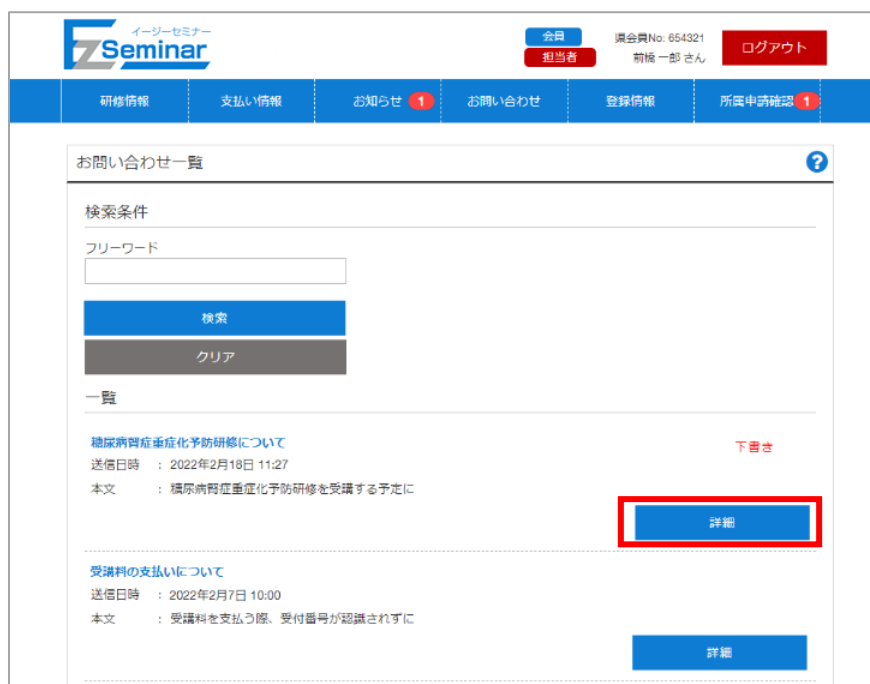 イージーセミナー
EZ Seminar
会員
担当者
県会員No: 654321
前橋 一郎 さん
ログアウト
研修情報
支払い情報
お知らせ 1
お問い合わせ
登録情報
所属申請確認 1
お問い合わせ一覧
?
検索条件
フリーワード
検索
クリア
一覧
糖尿病腎症重症化予防研修について
下書き
送信日時 : 2022年2月18日 11:27
本文 : 糖尿病腎症重症化予防研修を受講する予定に
詳細
受講料の支払いについて
送信日時 : 2022年2月7日 10:00
本文 : 受講料を支払う際、受付番号が認識されずに
詳細